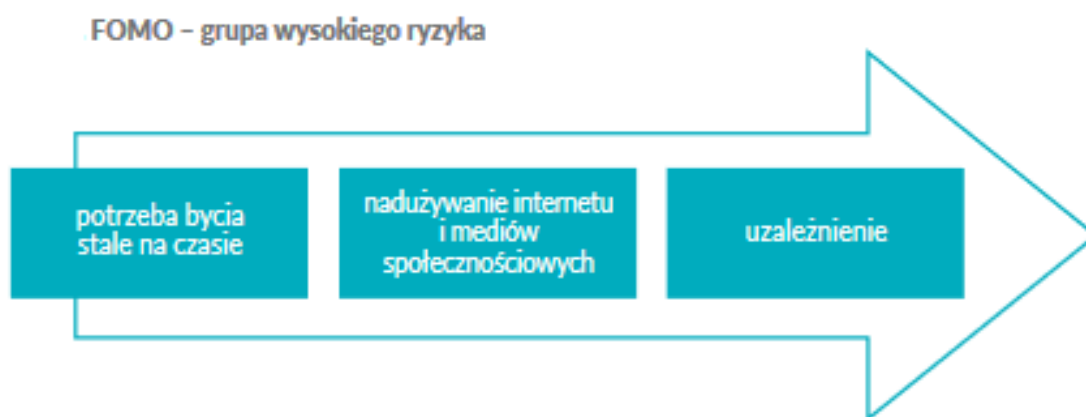 FOMO – grupa wysokiego ryzyka
potrzeba bycia
stale na czasie
nadużywanie internetu
i mediów
społecznościowych
uzależnienie